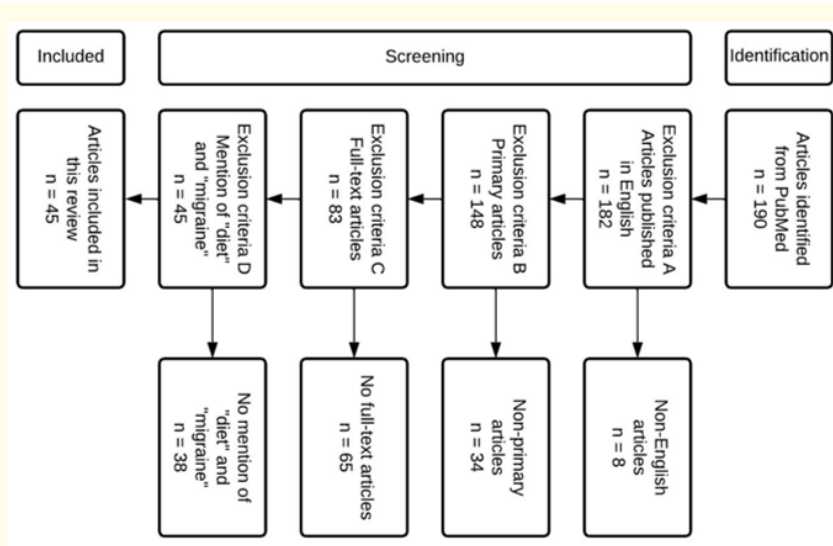 Identification
Screening
Included
Articles identified
from PubMed
n = 190
Exclusion criteria A
Articles published
in English
n = 182
Non-English
articles
n = 8
Exclusion criteria B
Primary articles
n = 148
Non-primary
articles
n = 34
Exclusion criteria C
Full-text articles
n = 83
No full-text articles
n = 65
Exclusion criteria D
Mention of "diet"
and "migraine"
n = 45
No mention of
"diet" and
"migraine"
n = 38
Articles included in
this review
n = 45